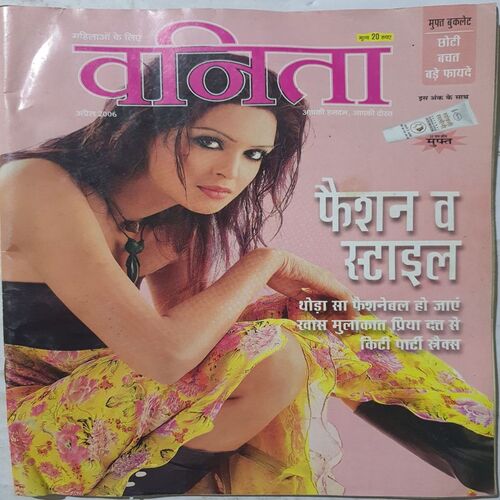 महिलाओं के लिए
मूल्य 20 रुपए
वनिता
अप्रैल 2006
आपकी हमदम, आपकी दोस्त
मुफ्त बुकलेट
छोटी
बचत
बड़े फायदे
इस अंक के साथ
मुफ्त
फैशन व
स्टाइल
थोड़ा सा फैशनेबल हो जाएं
खास मुलाकात प्रिया दत्त से
किटी पार्टी स्नैक्स